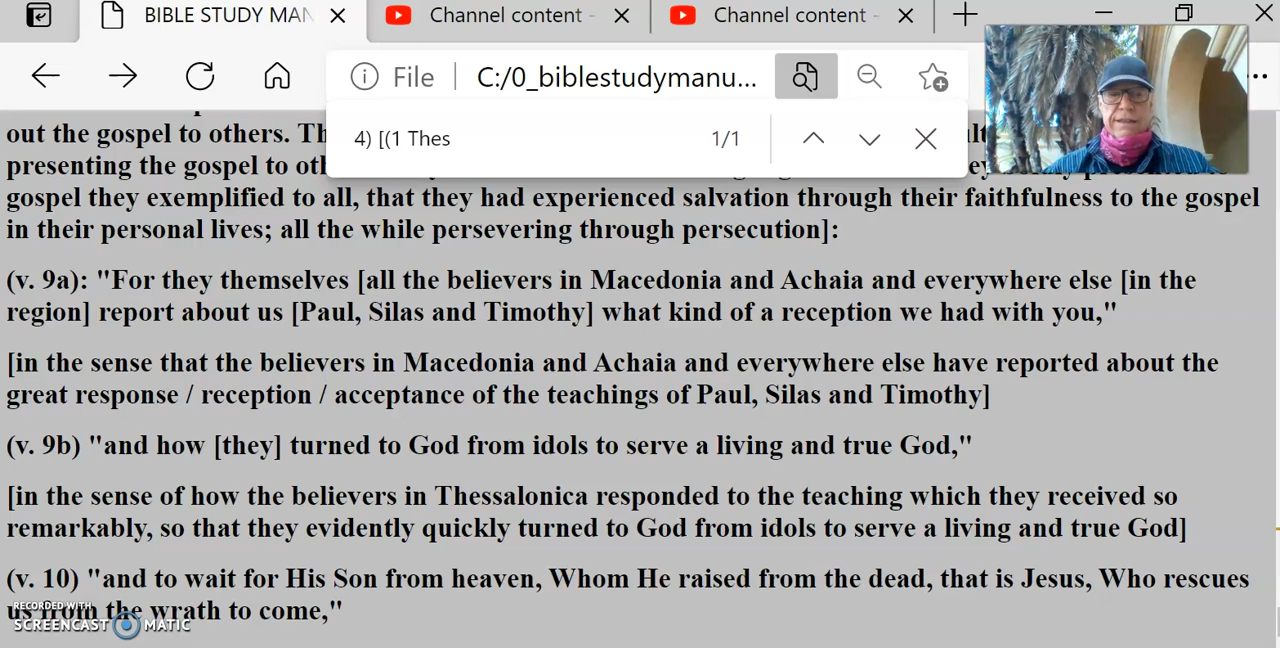 BIBLE STUDY MAN
Channel content -
Channel content -
File
C:/0_biblestudymanu...
4) [(1 Thes
1/1
out the gospel to others. Th
presenting the gospel to oth
gospel they exemplified to all, that they had experienced salvation through their faithfulness to the gospel
in their personal lives; all the while persevering through persecution]:
(v. 9a): "For they themselves [all the believers in Macedonia and Achaia and everywhere else [in the
region] report about us [Paul, Silas and Timothy] what kind of a reception we had with you,"
[in the sense that the believers in Macedonia and Achaia and everywhere else have reported about the
great response / reception / acceptance of the teachings of Paul, Silas and Timothy]
(v. 9b) "and how [they] turned to God from idols to serve a living and true God,"
[in the sense of how the believers in Thessalonica responded to the teaching which they received so
remarkably, so that they evidently quickly turned to God from idols to serve a living and true God]
(v. 10) "and to wait for His Son from heaven, Whom He raised from the dead, that is Jesus, Who rescues
us from the wrath to come,"
RECORDED WITH
SCREENCAST MATIC